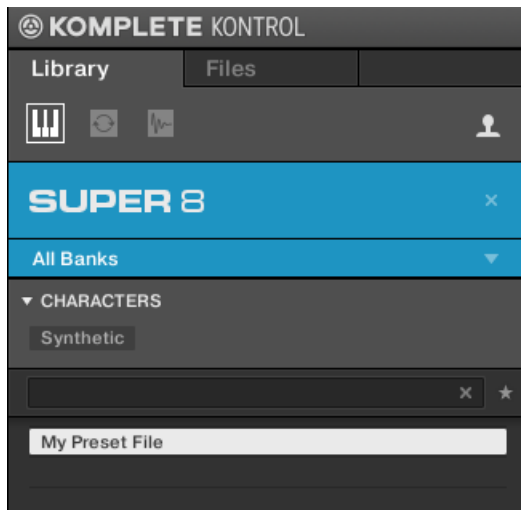 KOMPLETE KONTROL
Library Files
SUPER 8
All Banks
CHARACTERS
Synthetic
My Preset File